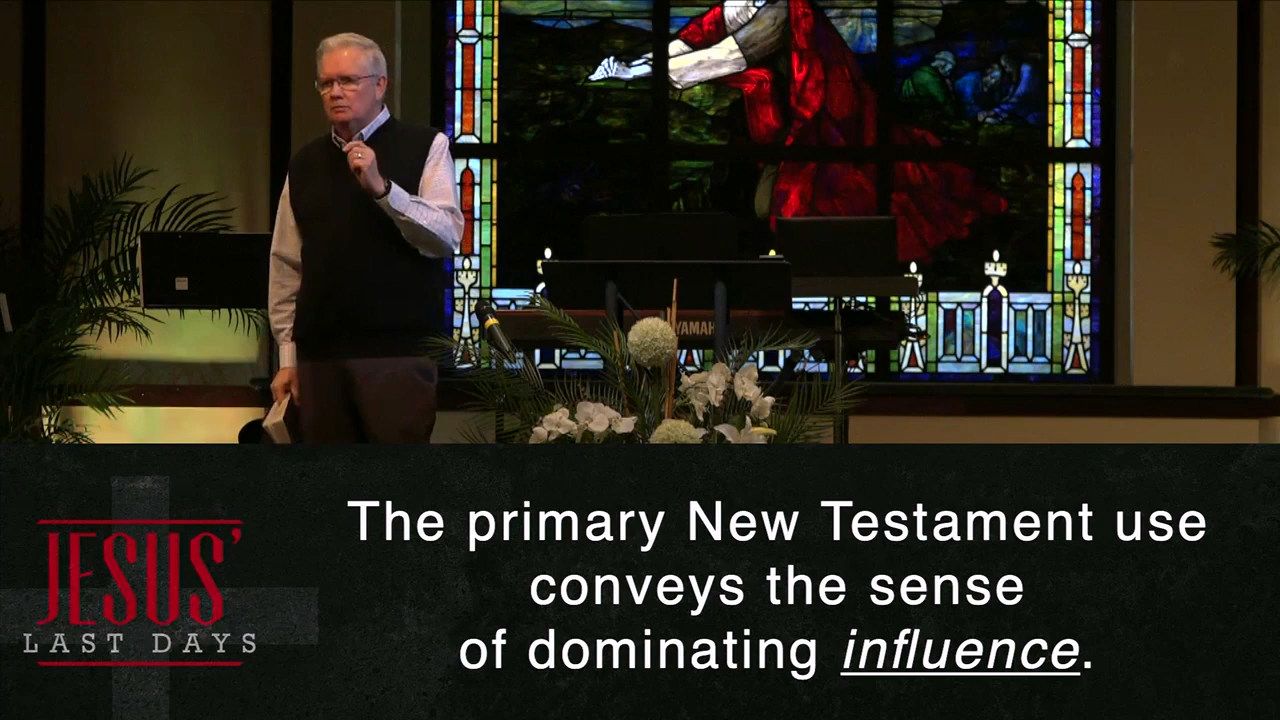 YAMAHA
JESUS'
LAST DAYS
The primary New Testament use
conveys the sense
of dominating influence.